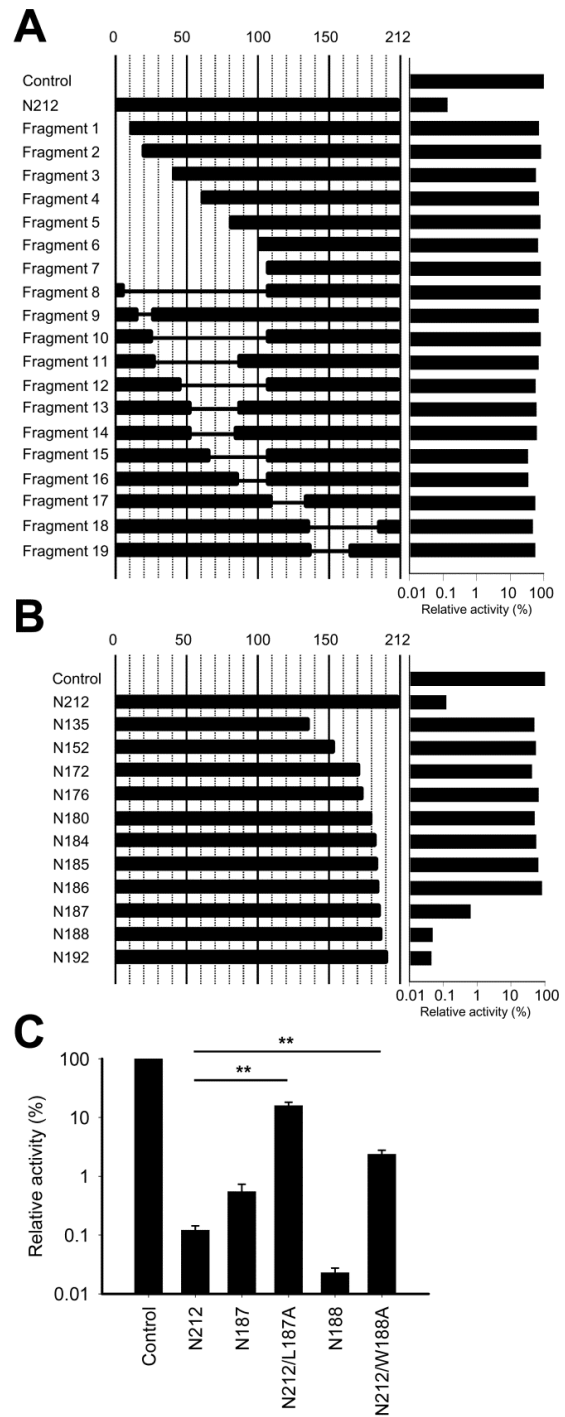 A
0 50 100 150 212
Control
N212
Fragment 1
Fragment 2
Fragment 3
Fragment 4
Fragment 5
Fragment 6
Fragment 7
Fragment 8
Fragment 9
Fragment 10
Fragment 11
Fragment 12
Fragment 13
Fragment 14
Fragment 15
Fragment 16
Fragment 17
Fragment 18
Fragment 19
0.01 0.1 1 10 100
Relative activity (%)
B
0 50 100 150 212
Control
N212
N135
N152
N172
N176
N180
N184
N185
N186
N187
N188
N192
0.01 0.1 1 10 100
Relative activity (%)
C
**
**
100
10
1
0.1
0.01
Relative activity (%)
Control
N212
N187
N212/L187A
N188
N212/W188A